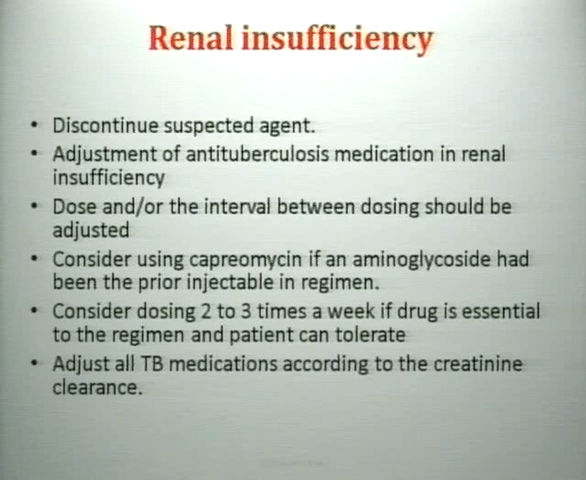 Renal insufficiency
• Discontinue suspected agent.
• Adjustment of antituberculosis medication in renal
insufficiency
• Dose and/or the interval between dosing should be
adjusted
• Consider using capreomycin if an aminoglycoside had
been the prior injectable in regimen.
• Consider dosing 2 to 3 times a week if drug is essential
to the regimen and patient can tolerate
• Adjust all TB medications according to the creatinine
clearance.